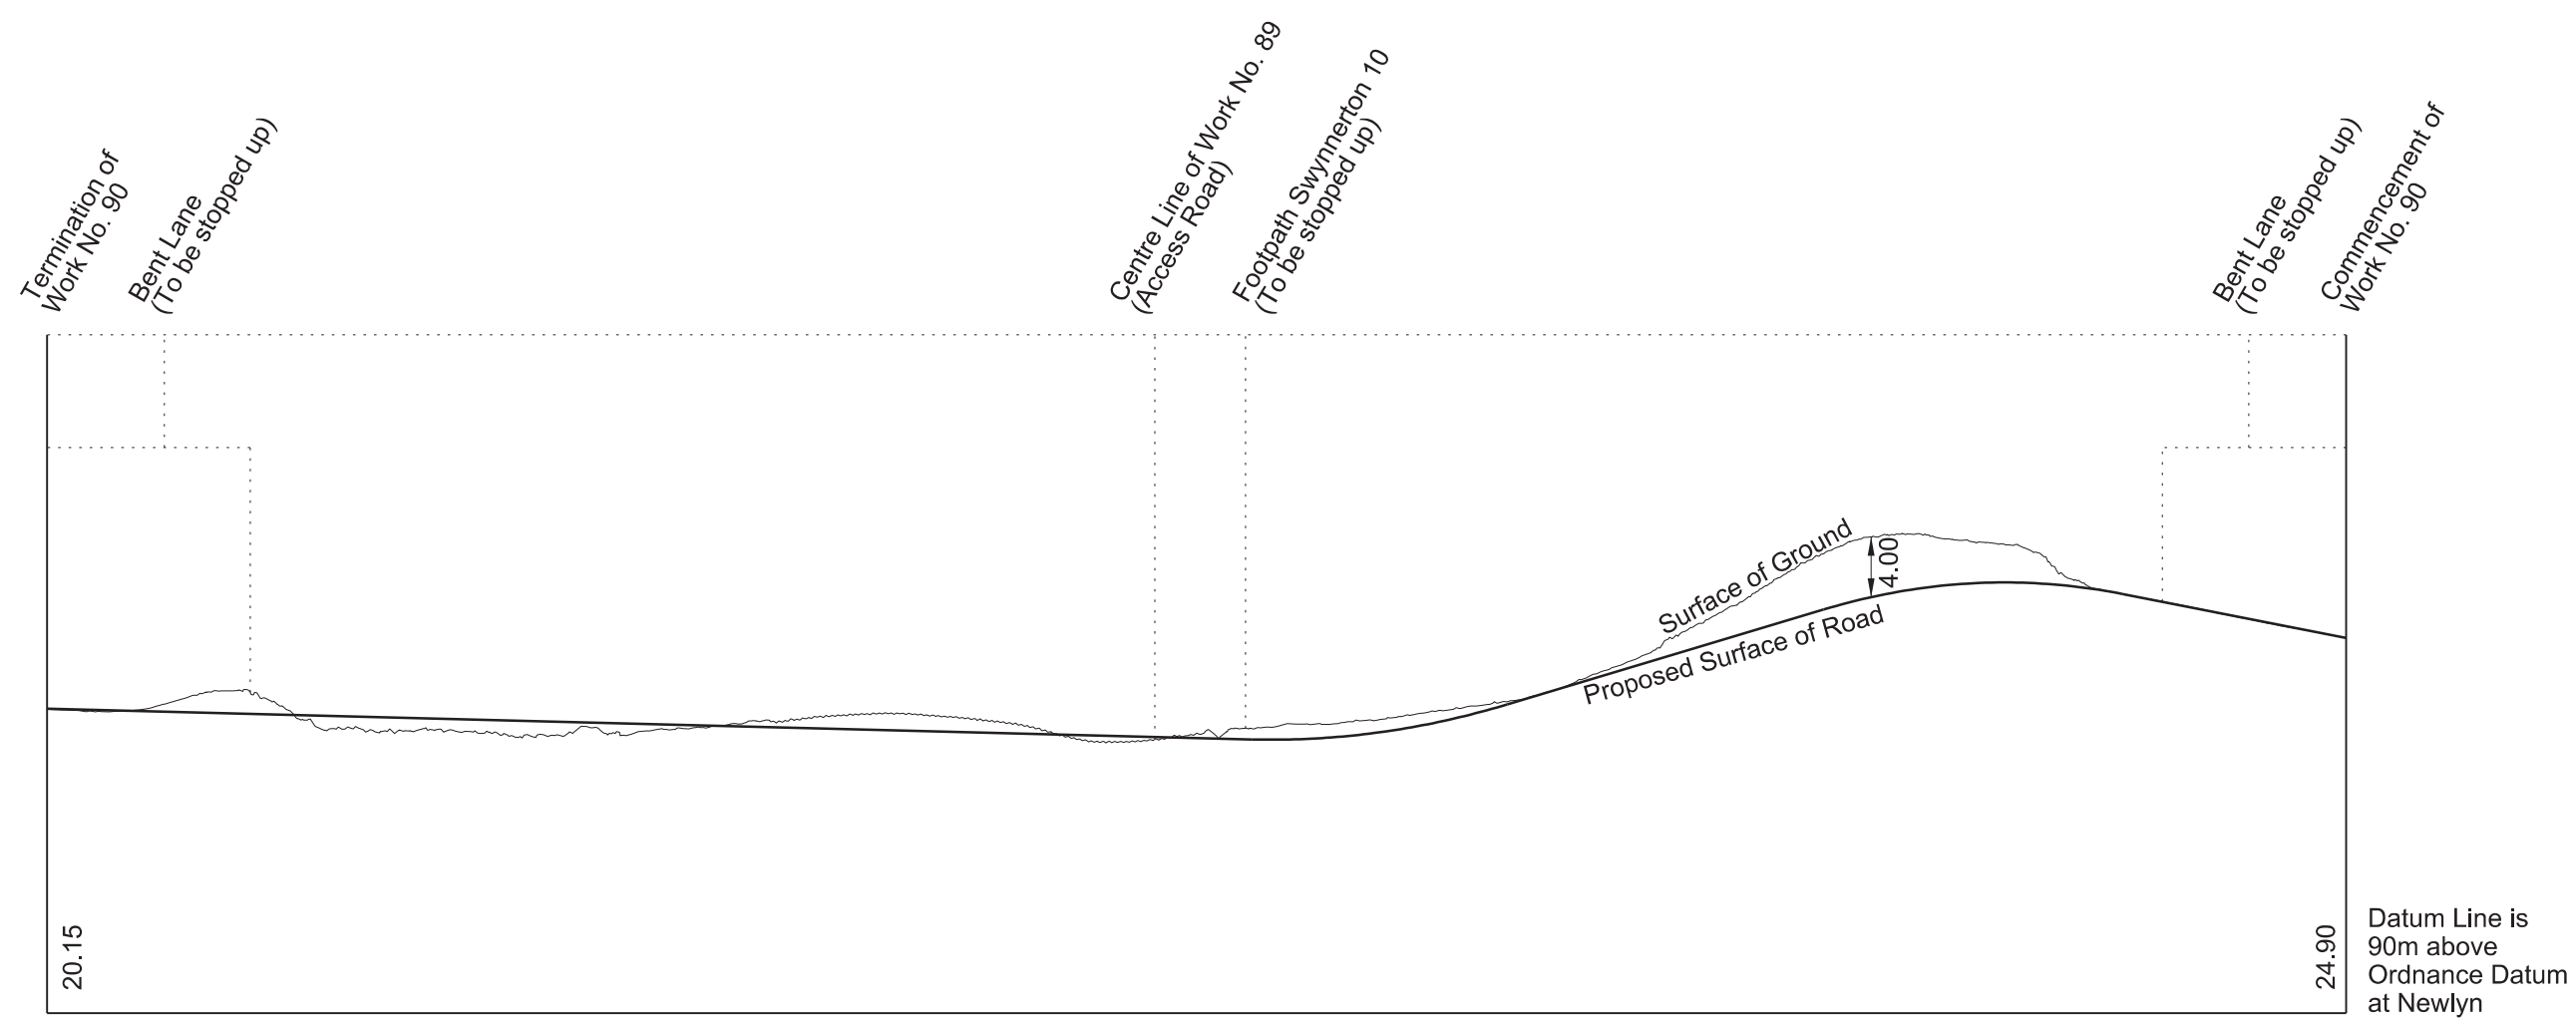 Termination of
Work No. 90
Bent Lane
(To be stopped up)
Centre Line of Work No. 89
(Access Road)
Footpath Swynnerton 10
(To be stopped up)
Bent Lane
(To be stopped up)
Commencement of
Work No. 90
Surface of Ground
4.00
Proposed Surface of Road
20.15
24.90
Datum Line is
90m above
Ordnance Datum
at Newlyn